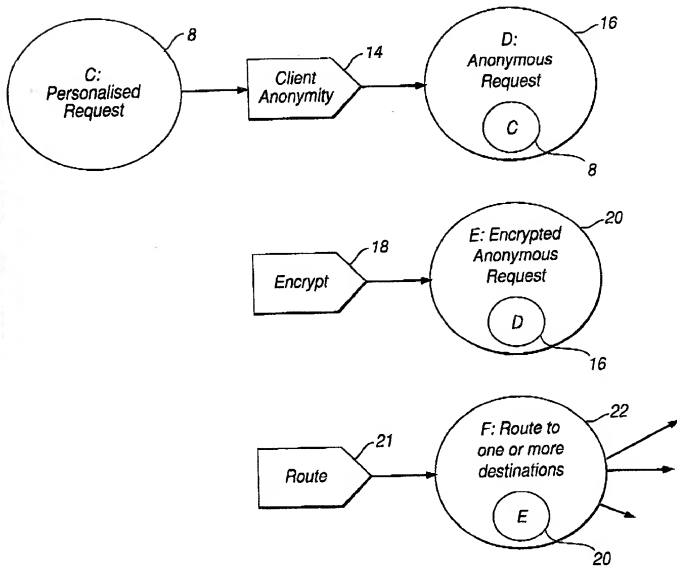 8
C:
Personalised
Request
14
Client
Anonymity
16
D:
Anonymous
Request
C
8
18
Encrypt
20
E: Encrypted
Anonymous
Request
D
16
21
Route
22
F: Route to
one or more
destinations
E
20